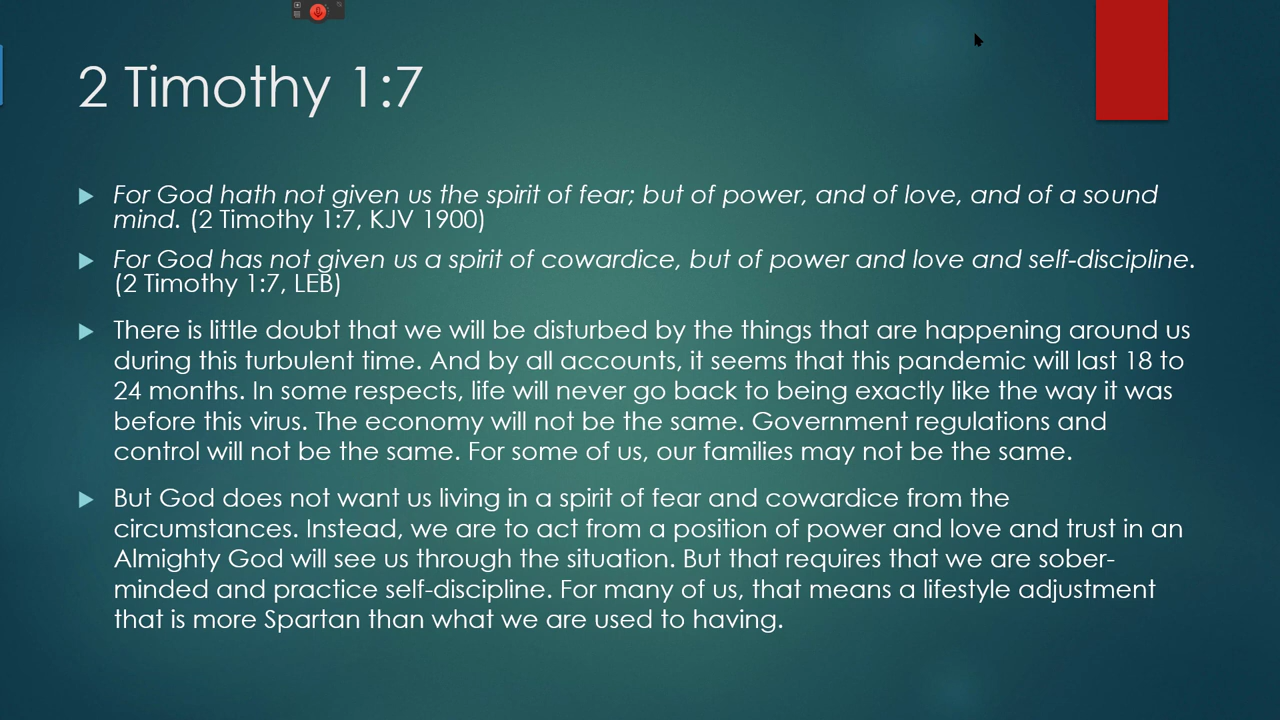 2 Timothy 1:7
For God hath not given us the spirit of fear; but of power, and of love, and of a sound
mind. (2 Timothy 1:7, KJV 1900)
For God has not given us a spirit of cowardice, but of power and love and self-discipline.
(2 Timothy 1:7, LEB)
There is little doubt that we will be disturbed by the things that are happening around us
during this turbulent time. And by all accounts, it seems that this pandemic will last 18 to
24 months. In some respects, life will never go back to being exactly like the way it was
before this virus. The economy will not be the same. Government regulations and
control will not be the same. For some of us, our families may not be the same.
But God does not want us living in a spirit of fear and cowardice from the
circumstances. Instead, we are to act from a position of power and love and trust in an
Almighty God will see us through the situation. But that requires that we are sober-
minded and practice self-discipline. For many of us, that means a lifestyle adjustment
that is more Spartan than what we are used to having.